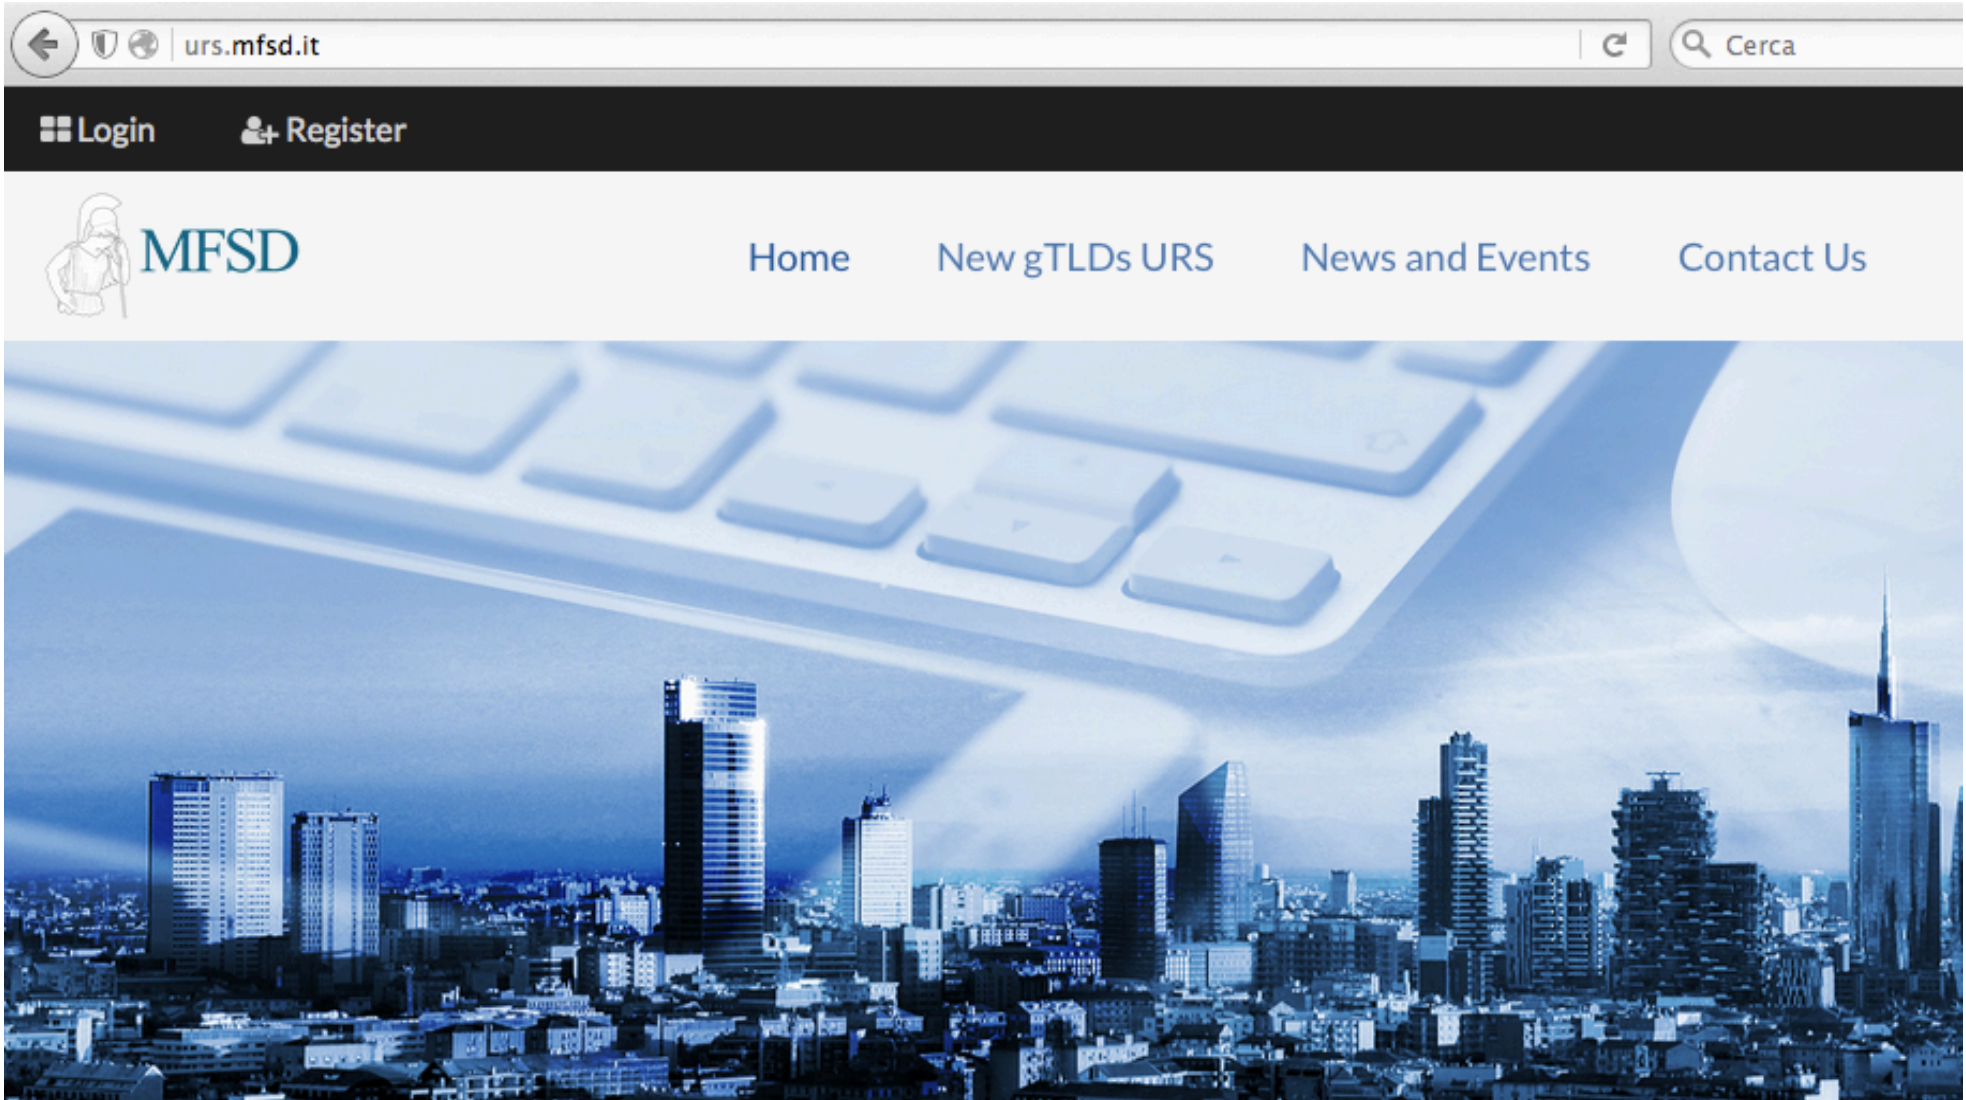 urs.mfsd.it
Cerca
Login Register
MFSD
Home New gTLDs URS News and Events Contact Us